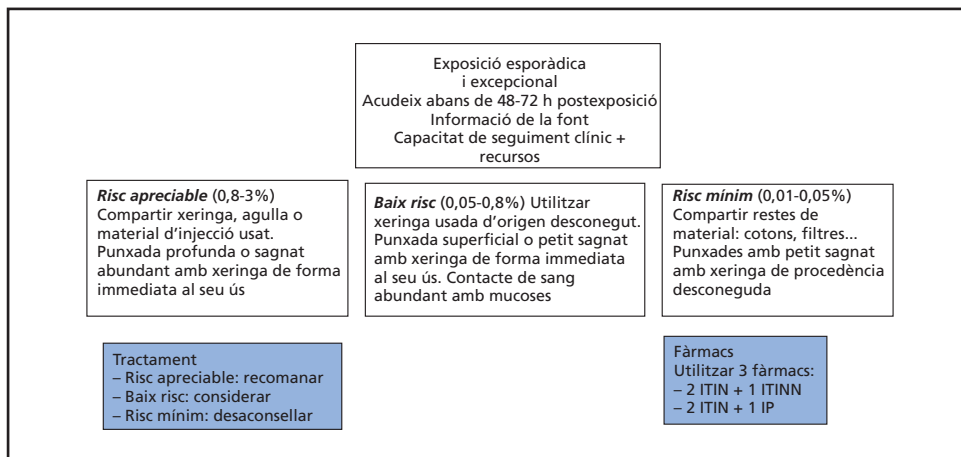 Exposició esporàdica
i excepcional
Acudeix abans de 48-72 h postexposició
Informació de la font
Capacitat de seguiment clínic +
recursos
Risc apreciable (0,8-3%)
Compartir xeringa, agulla o
material d’injecció usat.
Punxada profunda o sagnat
abundant amb xeringa de forma
immediata al seu ús
Baix risc (0,05-0,8%) Utilitzar
xeringa usada d’origen desconegut.
Punxada superficial o petit sagnat
amb xeringa de forma immediata
al seu ús. Contacte de sang
abundant amb mucoses
Risc mínim (0,01-0,05%)
Compartir restes de
material: cotons, filtres...
Punxades amb petit sagnat
amb xeringa de procedència
desconeguda
Tractament
– Risc apreciable: recomanar
– Baix risc: considerar
– Risc mínim: desaconsellar
Fàrmacs
Utilitzar 3 fàrmacs:
– 2 ITIN + 1 ITINN
– 2 ITIN + 1 IP